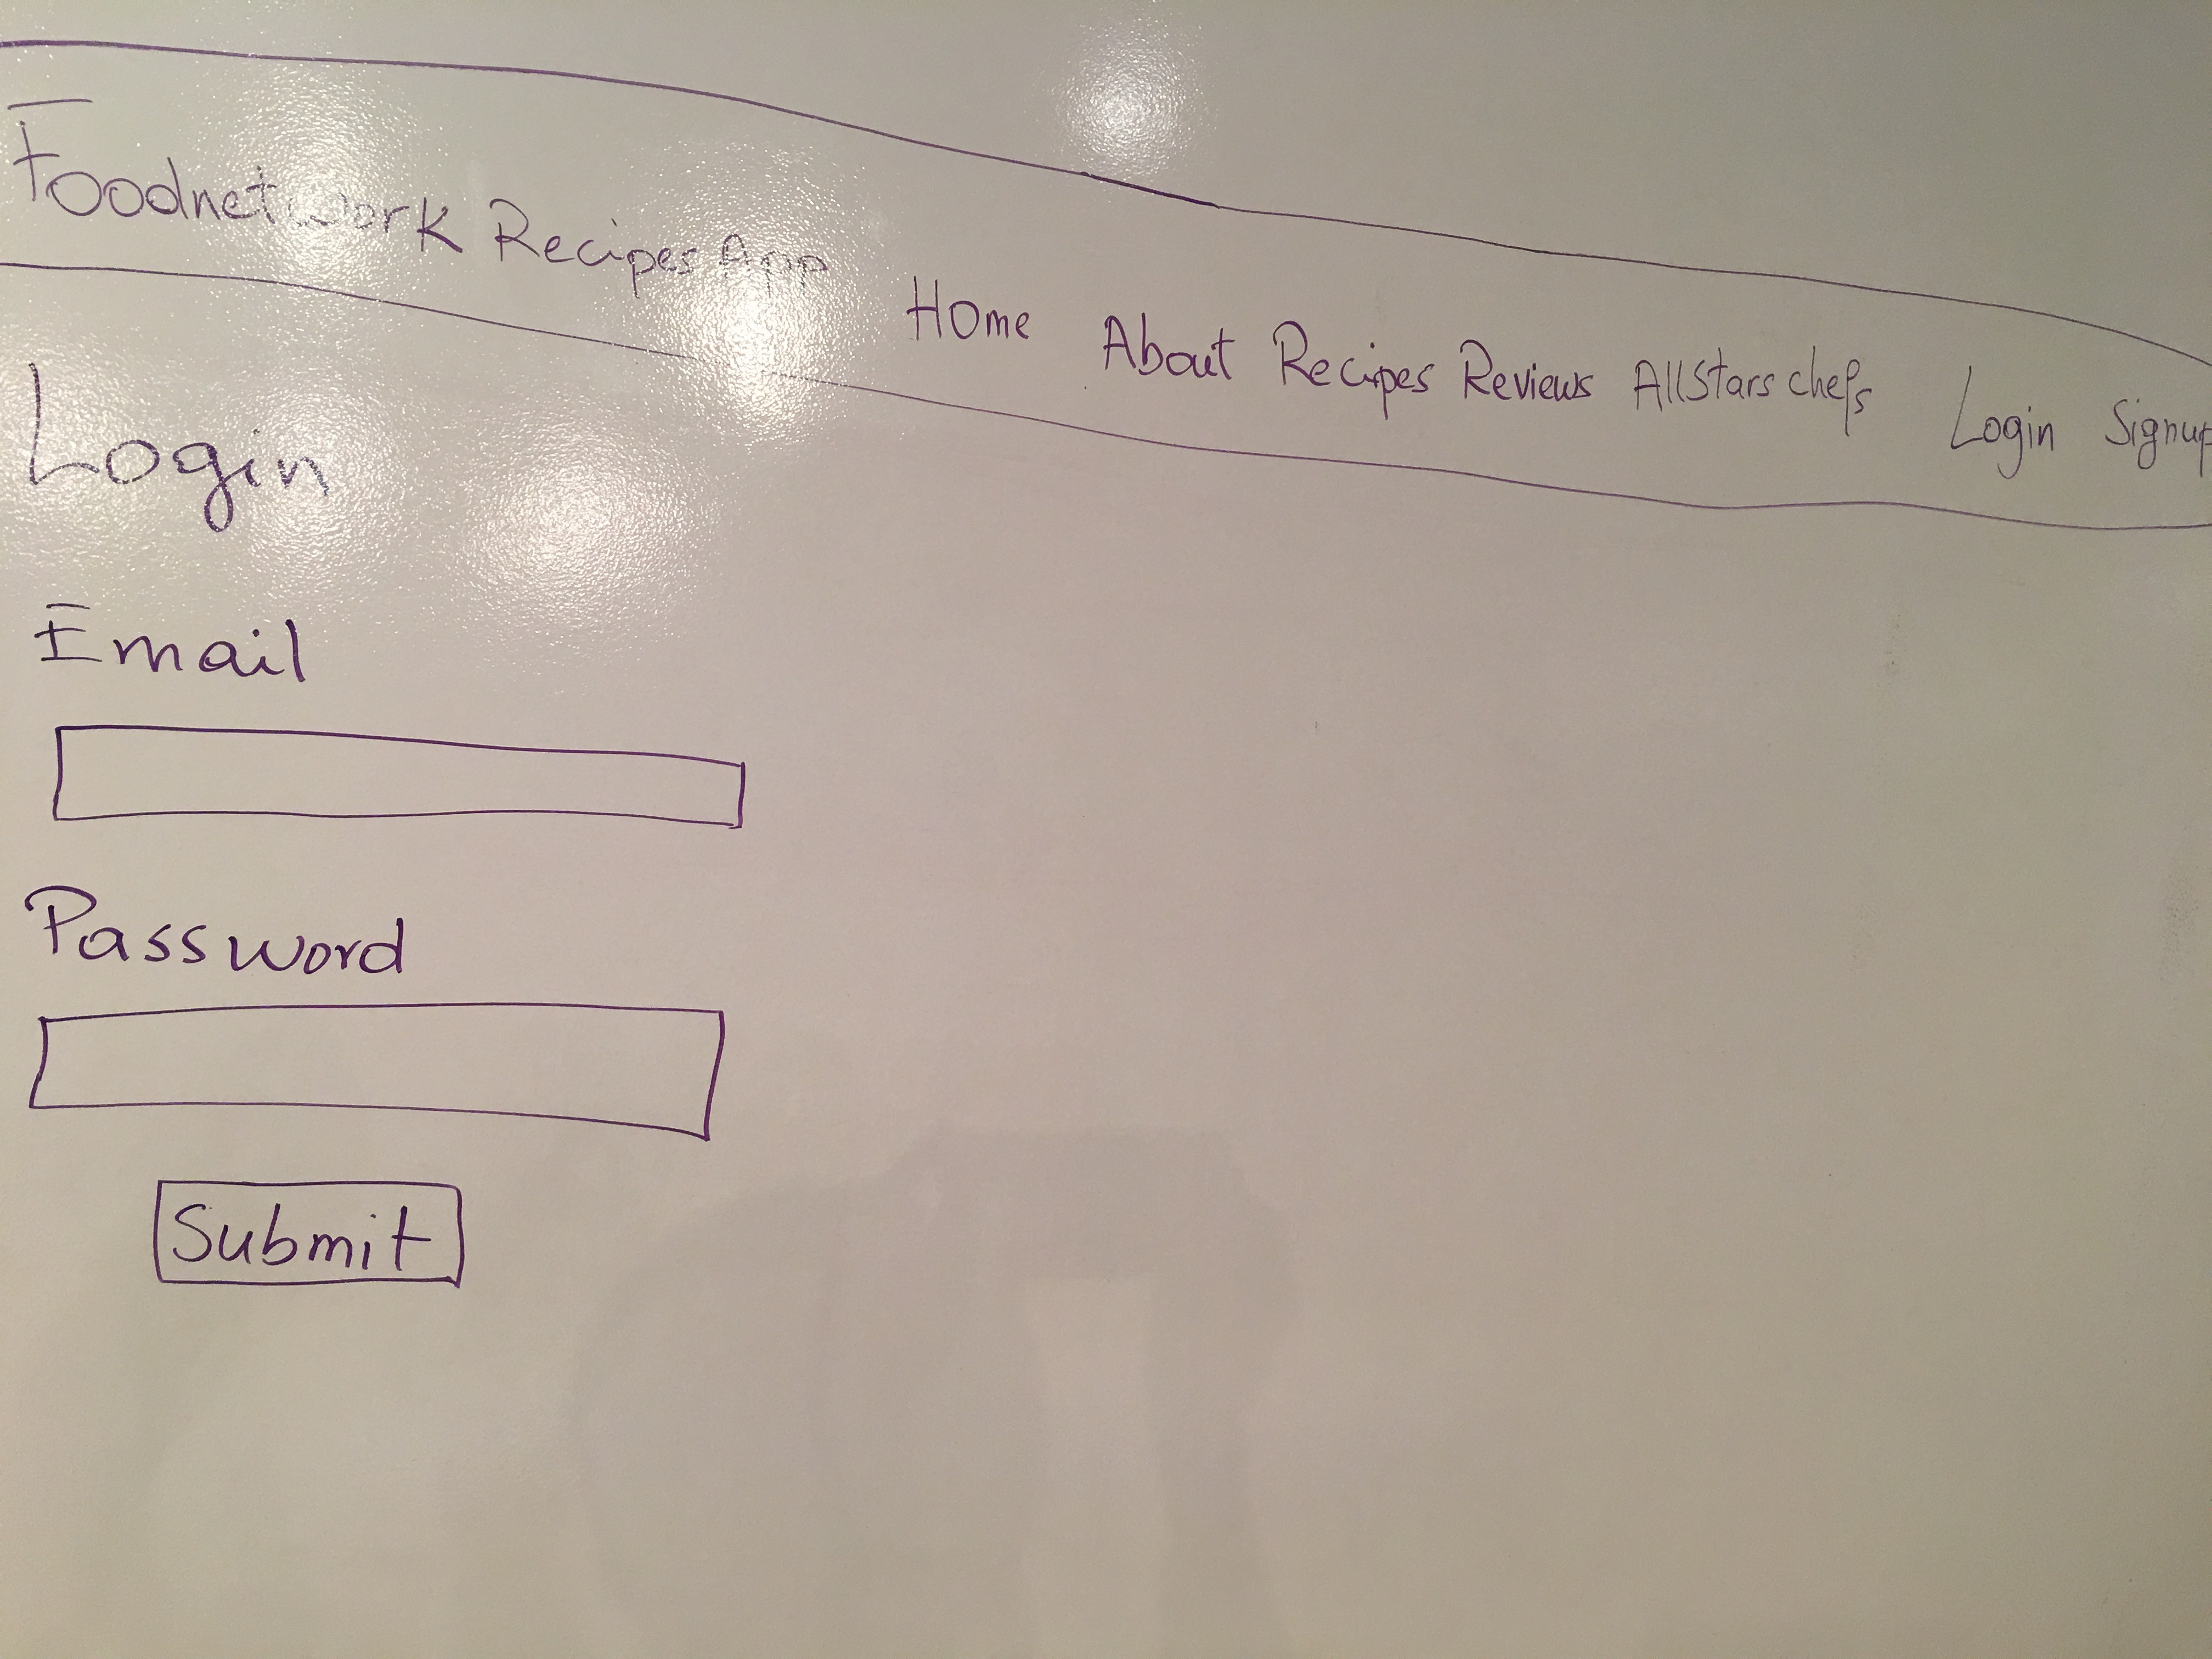 Foodnetwork Recipes App Home About Recipes Reviews AllStars chefs Login Signup
Login
Email
Password
Submit